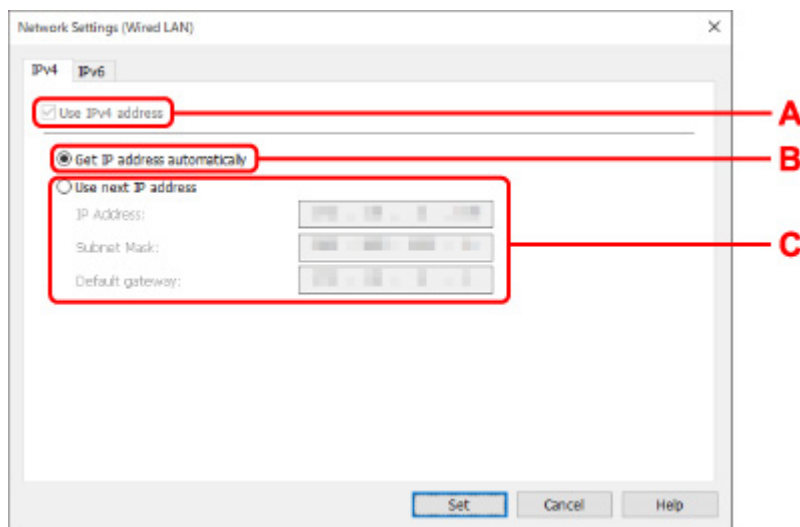 Network Settings (Wired LAN)
IPv4 IPv6
Use IPv4 address
A
Get IP address automatically
B
Use next IP address
IP Address:
Subnet Mask:
C
Default gateway:
Set Cancel Help